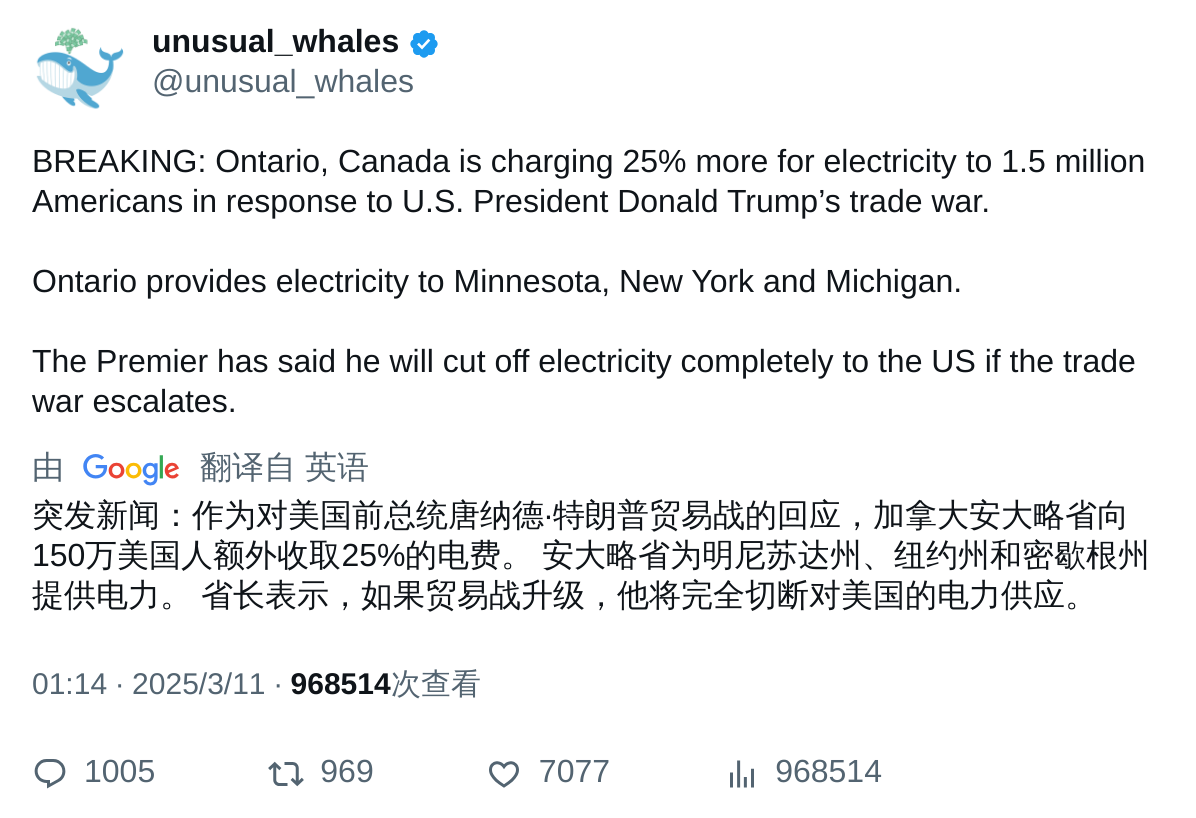 unusual_whales
@unusual_whales
BREAKING: Ontario, Canada is charging 25% more for electricity to 1.5 million
Americans in response to U.S. President Donald Trump’s trade war.
Ontario provides electricity to Minnesota, New York and Michigan.
The Premier has said he will cut off electricity completely to the US if the trade
war escalates.
由 Google 翻译自 英语
突发新闻：作为对美国前总统唐纳德·特朗普贸易战的回应，加拿大安大略省向
150万美国人额外收取25%的电费。 安大略省为明尼苏达州、纽约州和密歇根州
提供电力。 省长表示，如果贸易战升级，他将完全切断对美国的电力供应。
01:14 · 2025/3/11 · 968514次查看
1005 969 7077 968514